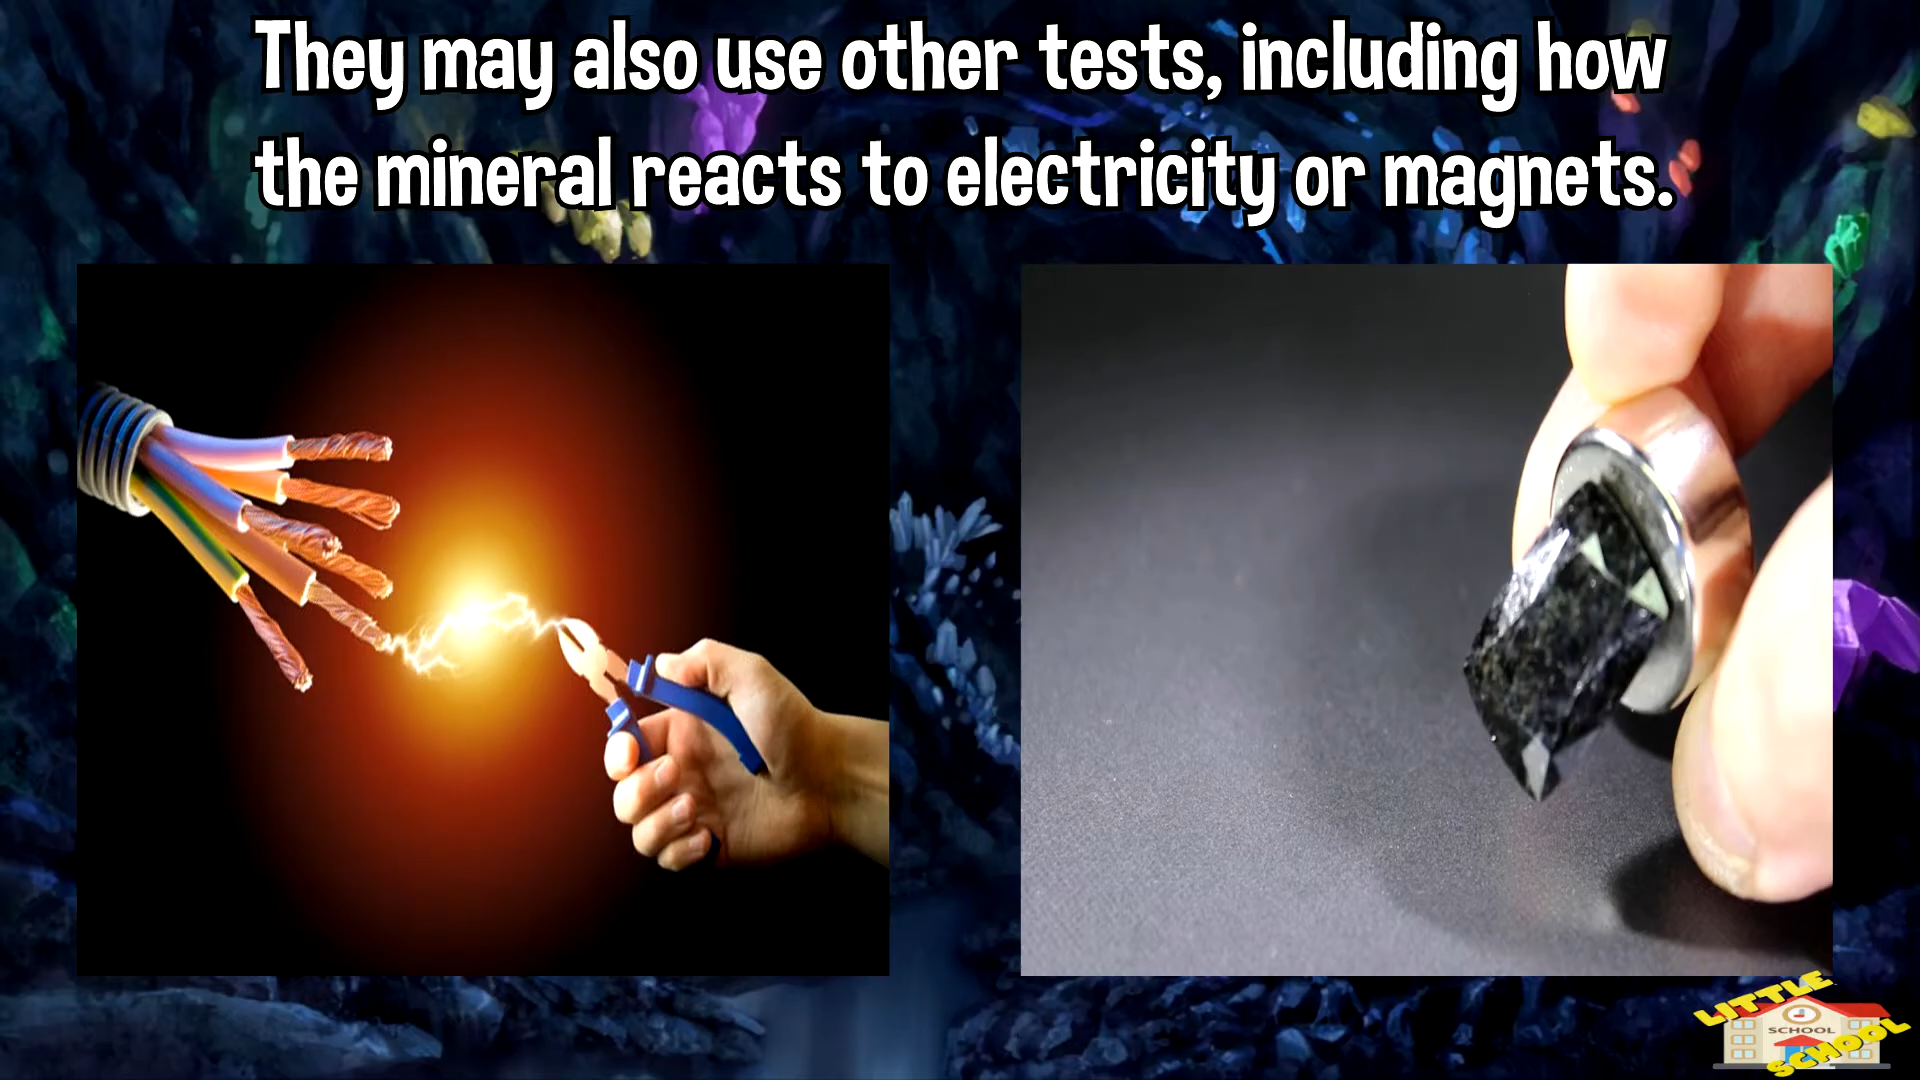 They may also use other tests, including how
the mineral reacts to electricity or magnets.
LITTLE
SCHOOL
SCHOOL